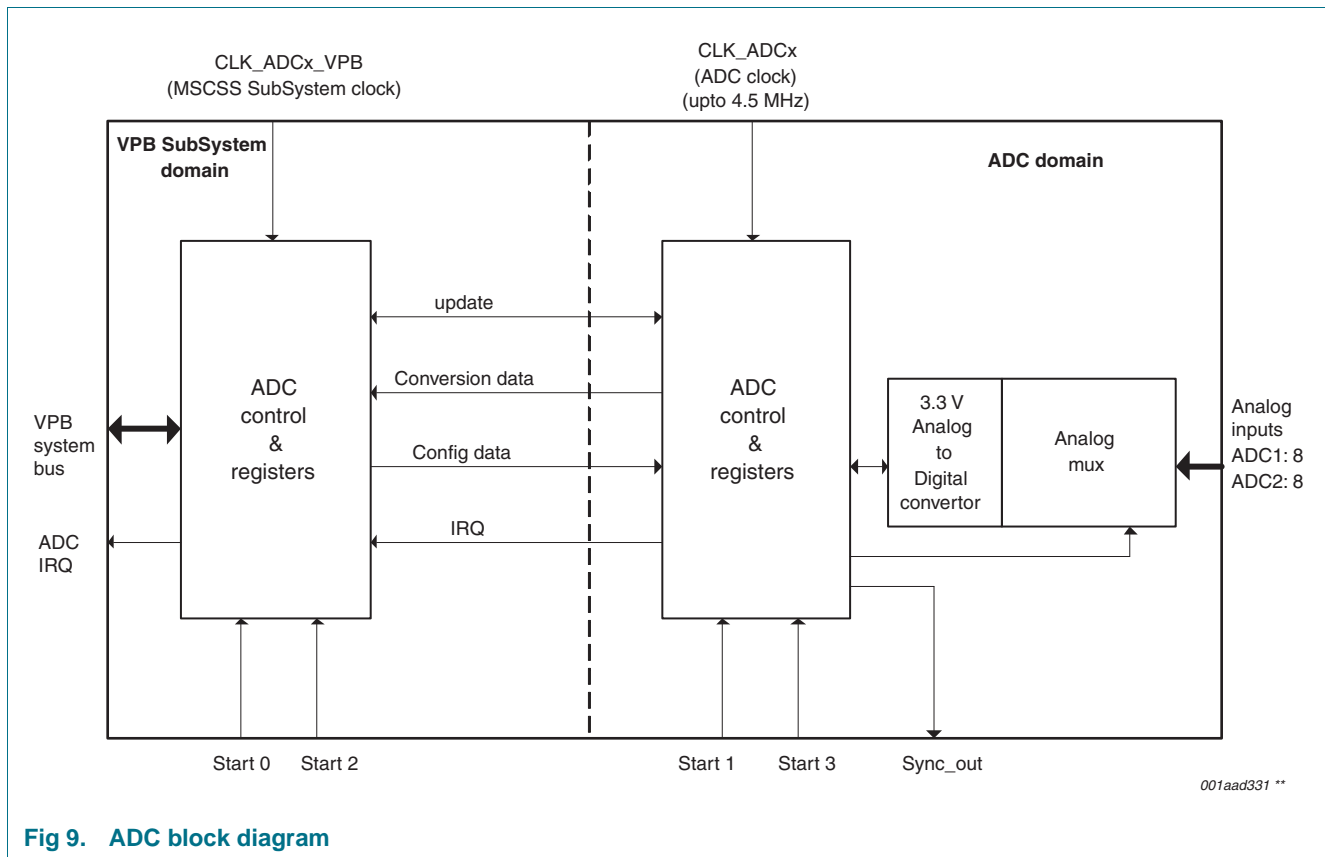 CLK_ADCx_VPB
(MSCSS SubSystem clock)
CLK_ADCx
(ADC clock)
(upto 4.5 MHz)
VPB SubSystem
domain
ADC domain
update
Conversion data
Config data
IRQ
ADC
control
&
registers
ADC
control
&
registers
3.3 V
Analog
to
Digital
convertor
Analog
mux
VPB
system
bus
ADC
IRQ
Analog
inputs
ADC1: 8
ADC2: 8
Start 0
Start 2
Start 1
Start 3
Sync_out
001aad331 **
Fig 9. ADC block diagram